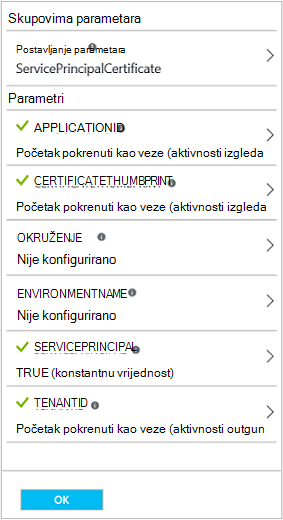 Skupovima parametara
Postavljanje parametara
ServicePrincipalCertificate
Parametri
APPLICATIONID
Početak pokrenuti kao veze (aktivnosti izgleda
CERTIFICATETHUMBPRINT
Početak pokrenuti kao veze (aktivnosti izgleda
OKRUŽENJE
Nije konfigurirano
ENVIRONMENTNAME
Nije konfigurirano
SERVICEPRINCIPAL
TRUE (konstantnu vrijednost)
TENANTID
Početak pokrenuti kao veze (aktivnosti outgun
OK